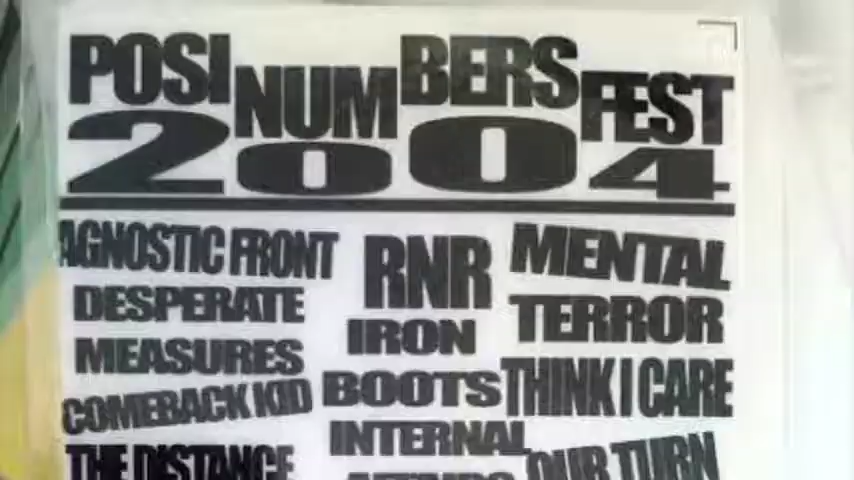 POSI NUMBERS FEST
2004
AGNOSTIC FRONT
DESPERATE
MEASURES
COMEBACK KID
THE DISTANCE
RNR
IRON
BOOTS
INTERNAL
AFFAIRS
MENTAL
TERROR
THINK I CARE
OUR TURN